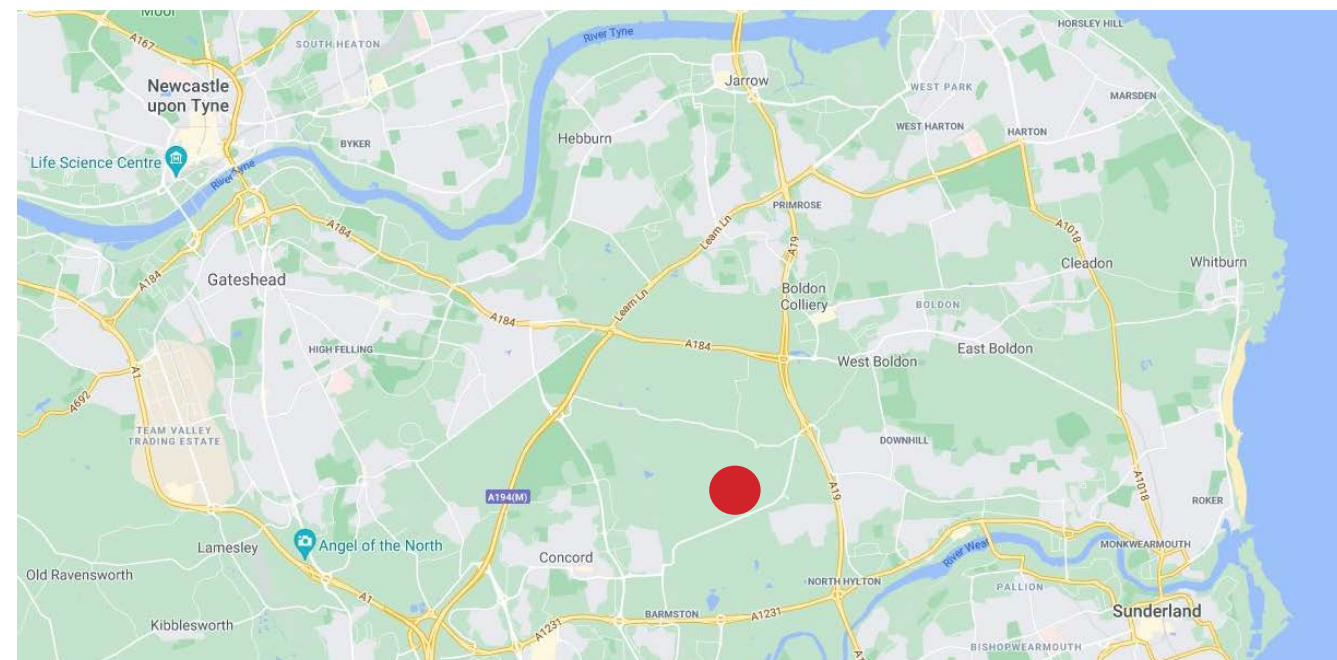 Moor
HORSLEY HILL
A167
SOUTH HEATON
River Tyne
Newcastle
upon Tyne
Jarrow
WEST PARK
MARSDEN
BYKER
Hebburn
WEST HARTON
HARTON
Life Science Centre
River Tyne
PRIMROSE
A184
Leam Ln
A19
A1018
Cleadon
Whitburn
A184
Gateshead
Boldon
Colliery
Leam Ln
BOLDON
A184
A184
HIGH FELLING
West Boldon
East Boldon
A1
A692
TEAM VALLEY
TRADING ESTATE
DOWNHILL
A194(M)
A19
A1018
ROKER
Lamesley
Angel of the North
Concord
River Wear
MONKWEARMOUTH
Old Ravensworth
NORTH HYLTON
PALLION
A1
Kibblesworth
A1231
BARMSTON
A1231
Sunderland
BISHOPWEARMOUTH